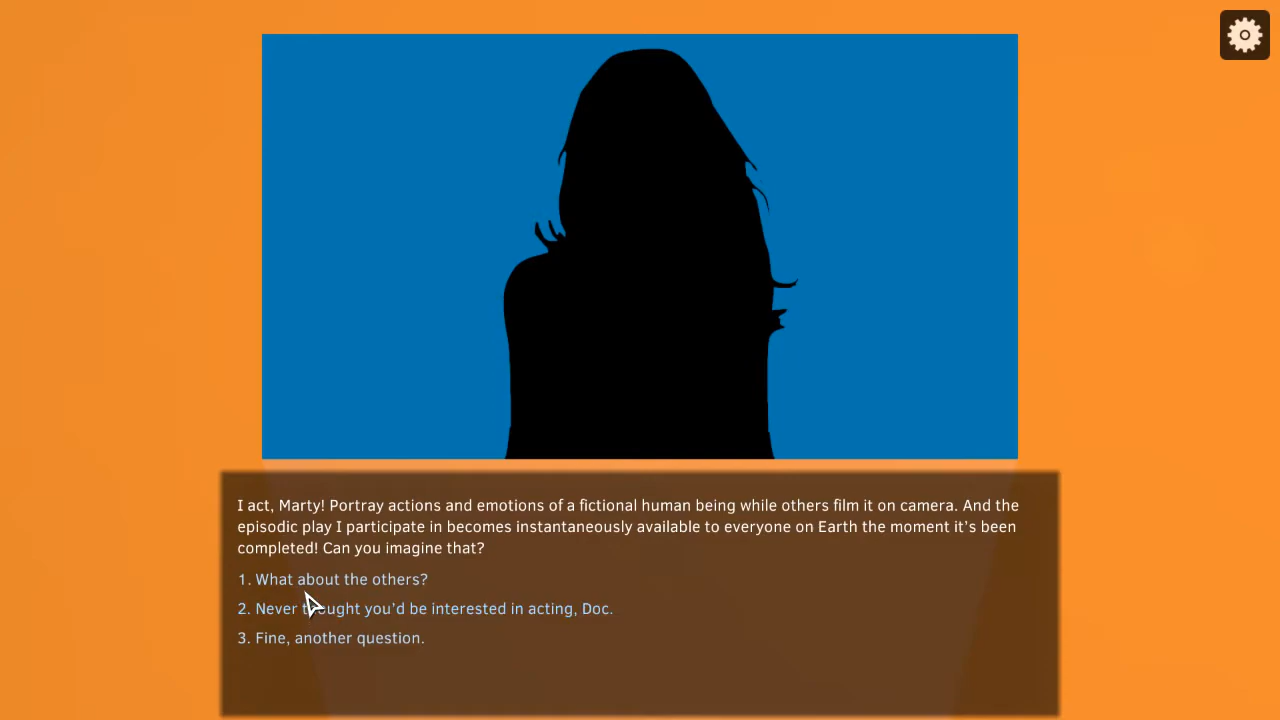 I act, Marty! Portray actions and emotions of a fictional human being while others film it on camera. And the
episodic play I participate in becomes instantaneously available to everyone on Earth the moment it's been
completed! Can you imagine that?
1. What about the others?
2. Never thought you'd be interested in acting, Doc.
3. Fine, another question.